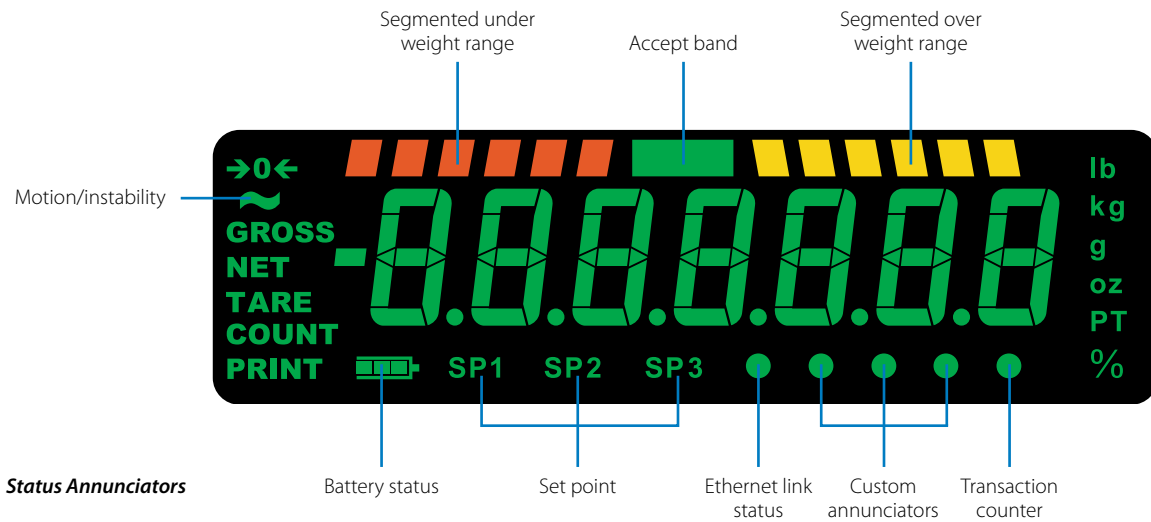 Segmented under
weight range
Accept band
Segmented over
weight range
Motion/instability
→0←
GROSS
NET
TARE
COUNT
PRINT
-8.8.8.8.8.8.8
SP1 SP2 SP3
lb
kg
g
oz
PT
%
Status Annunciators
Battery status
Set point
Ethernet link
status
Custom
annunciators
Transaction
counter